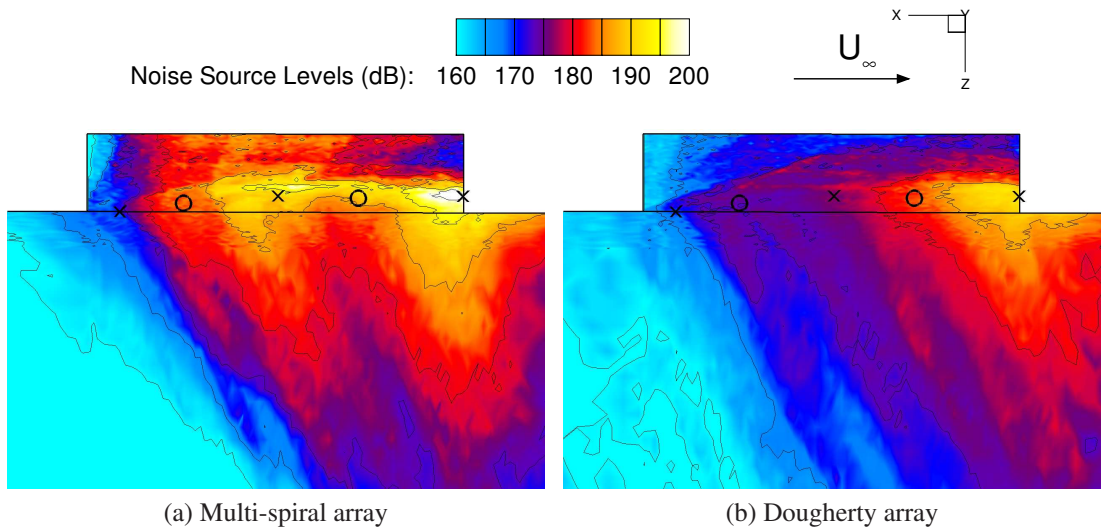 X Y
Z
U∞
Noise Source Levels (dB): 160 170 180 190 200
(a) Multi-spiral array
(b) Dougherty array